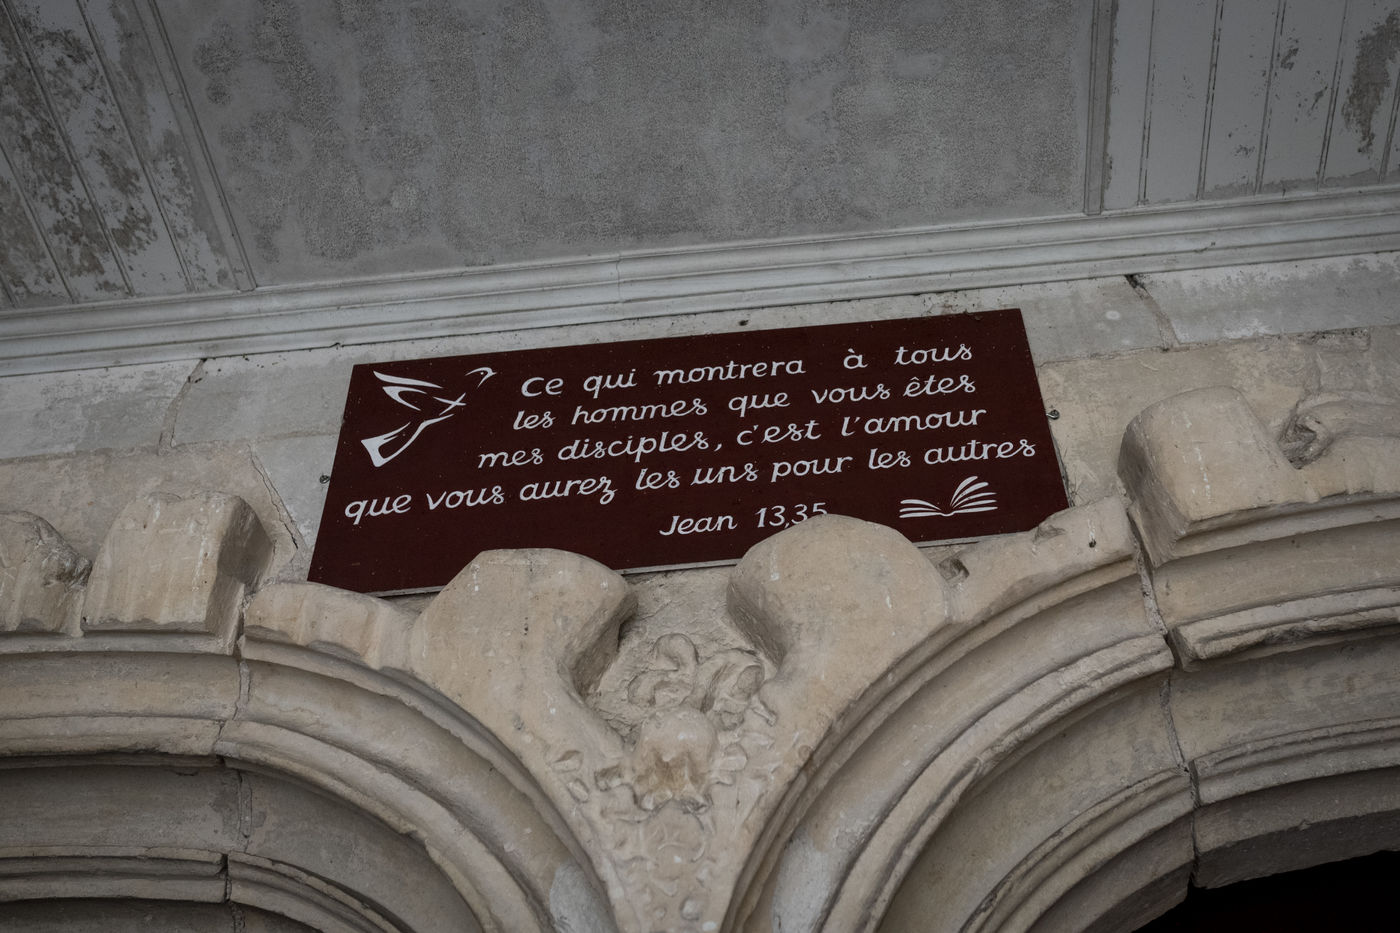 Ce qui montrera à tous
les hommes que vous êtes
mes disciples, c'est l'amour
que vous aurez les uns pour les autres
Jean 13,35